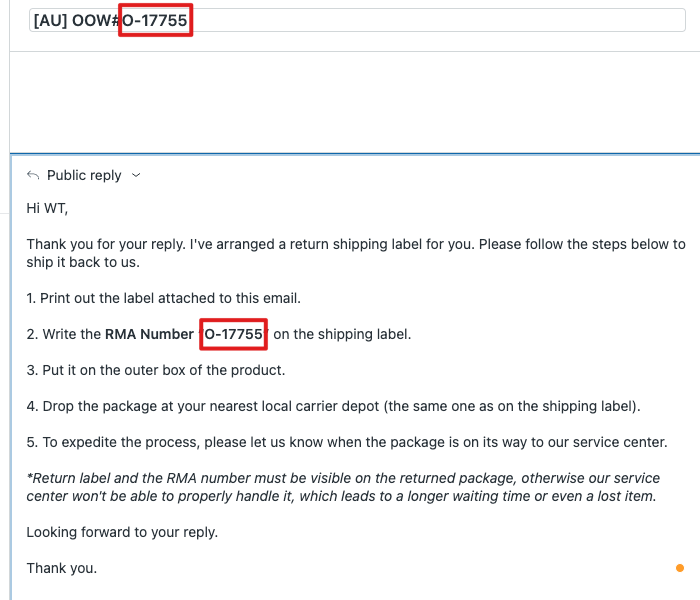 [AU] OOW#O-17755
Public reply
Hi WT,
Thank you for your reply. I've arranged a return shipping label for you. Please follow the steps below to
ship it back to us.
1. Print out the label attached to this email.
2. Write the RMA Number "O-17755" on the shipping label.
3. Put it on the outer box of the product.
4. Drop the package at your nearest local carrier depot (the same one as on the shipping label).
5. To expedite the process, please let us know when the package is on its way to our service center.
*Return label and the RMA number must be visible on the returned package, otherwise our service
center won't be able to properly handle it, which leads to a longer waiting time or even a lost item.
Looking forward to your reply.
Thank you.